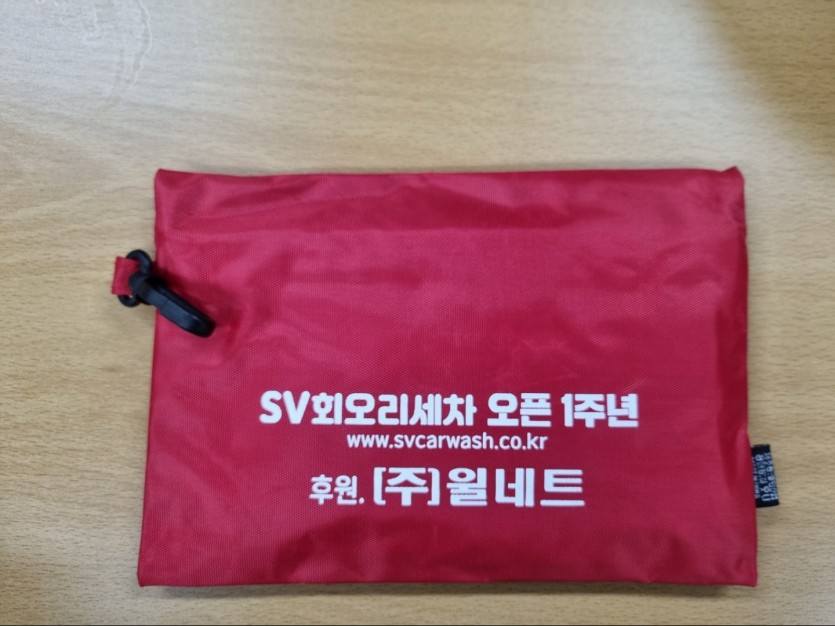 SV회오리세차 오픈 1주년
www.svcarwash.co.kr
후원. (주)월네트